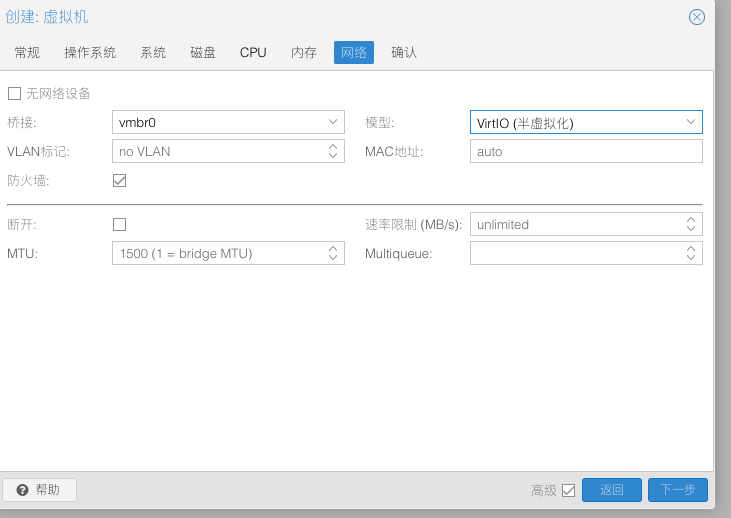 创建: 虚拟机
常规 操作系统 系统 磁盘 CPU 内存 网络 确认
无网络设备
桥接: vmbr0 模型: VirtIO (半虚拟化)
VLAN标记: no VLAN MAC地址: auto
防火墙:
断开: 速率限制 (MB/s): unlimited
MTU: 1500 (1 = bridge MTU) Multiqueue:
帮助 高级 返回 下一步